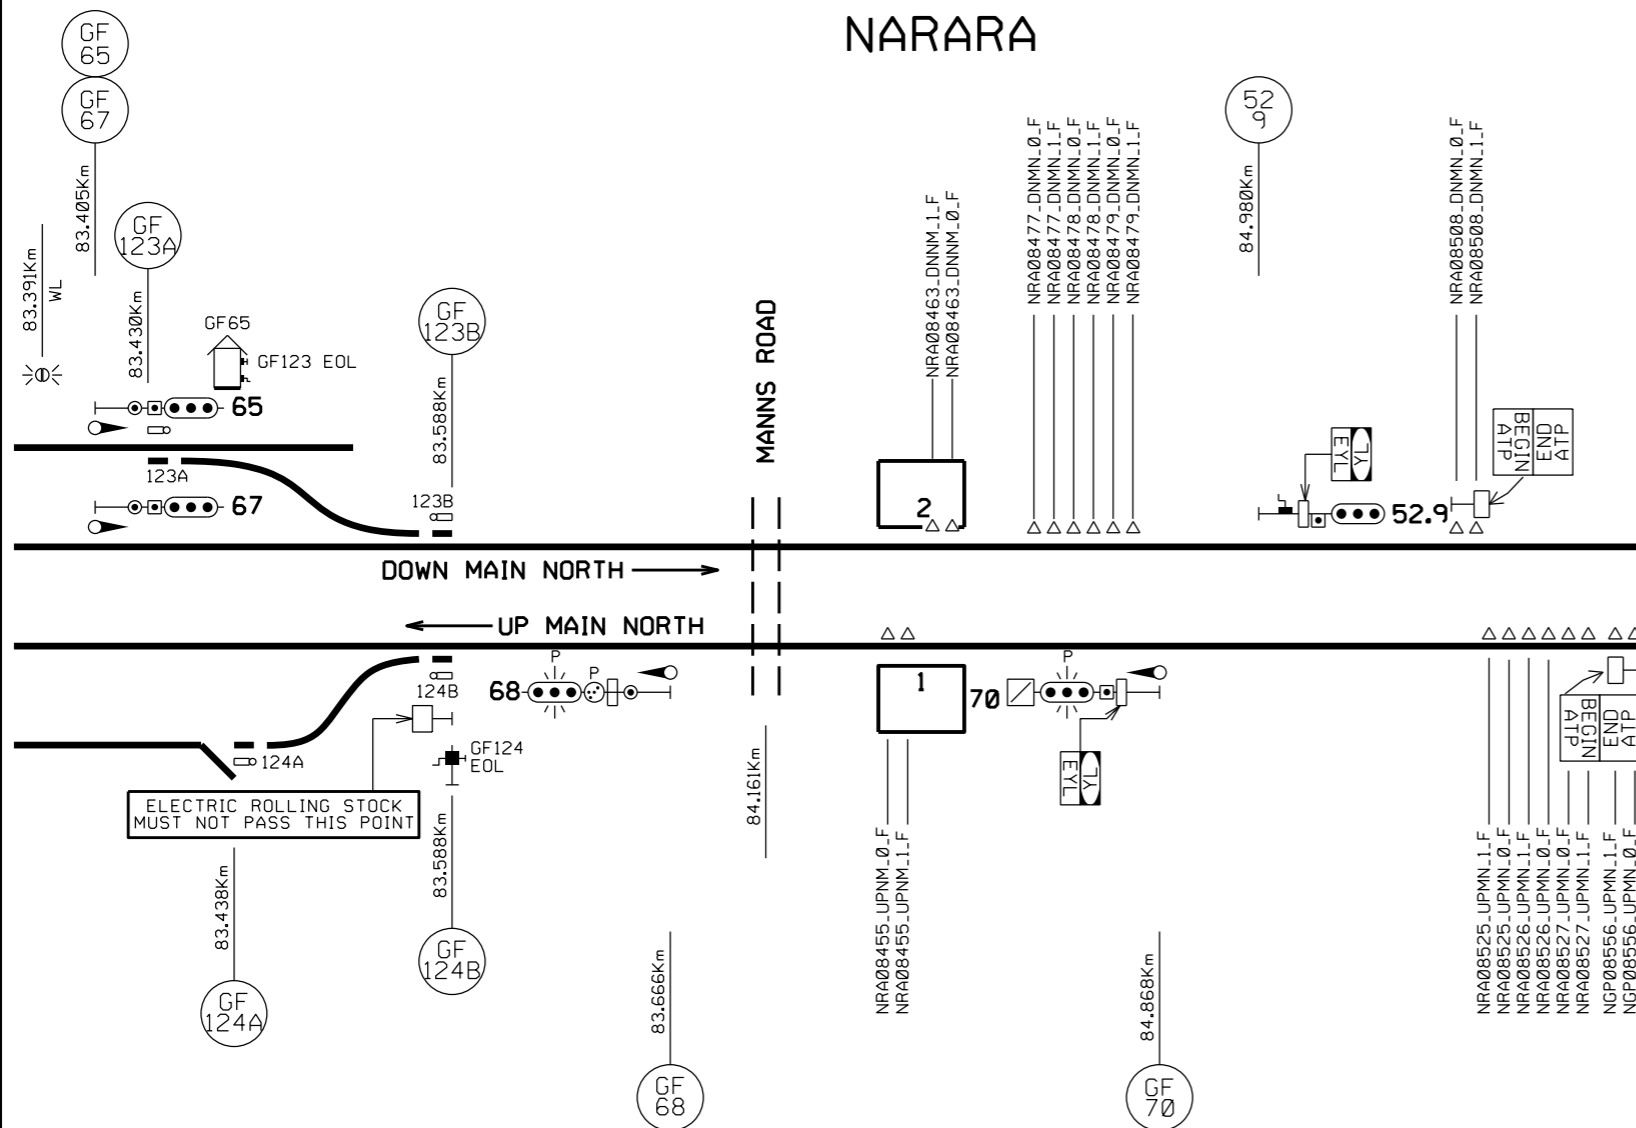 NARARA
GF
65
GF
67
83.405Km
83.391Km
WL
GF
123A
83.430Km
GF65
GF123 EOL
65
123A
67
GF
123B
83.588Km
123B
MANNS ROAD
NRA08463_DNNM_1_F
NRA08463_DNNM_0_F
2
NRA08477_DNMN_0_F
NRA08477_DNMN_1_F
NRA08478_DNMN_0_F
NRA08478_DNMN_1_F
NRA08479_DNMN_0_F
NRA08479_DNMN_1_F
52
9
84.980Km
EYL
YL
52.9
NRA08508_DNMN_0_F
NRA08508_DNMN_1_F
ATP
END
BEGIN
ATP
DOWN MAIN NORTH
UP MAIN NORTH
124B
68
P
P
1
70
P
EYL
YL
GF124
EOL
124A
ELECTRIC ROLLING STOCK
MUST NOT PASS THIS POINT
83.438Km
GF
124A
83.588Km
GF
124B
83.666Km
GF
68
84.161Km
NRA08455_UPNM_0_F
NRA08455_UPNM_1_F
84.868Km
GF
70
ATP
END
BEGIN
ATP
NRA08525_UPMN_1_F
NRA08525_UPMN_0_F
NRA08526_UPMN_1_F
NRA08526_UPMN_0_F
NRA08527_UPMN_0_F
NRA08527_UPMN_1_F
NGP08556_UPMN_1_F
NGP08556_UPMN_0_F